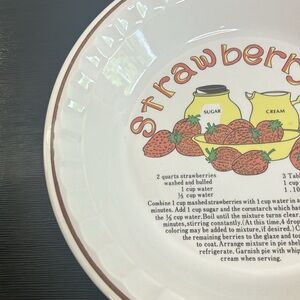 Strawberry
SUGAR
CREAM
2 quarts strawberries
washed and hulled
1 cup water
½ cup water
3 Tab
1 cup
1 .10
Combine 1 cup mashed strawberries with 1 cup water in a
minutes. Add 1 cup sugar and the cornstarch which has
the ½ cup water. Boil until the mixture turns clear.
minutes, stirring constantly. (At this time, 4 drop
coloring may be added to mixture, if desired.) C
the remaining berries to the glaze and to
to coat. Arrange mixture in pie shel
refrigerate. Garnish pie with whip
cream when serving.